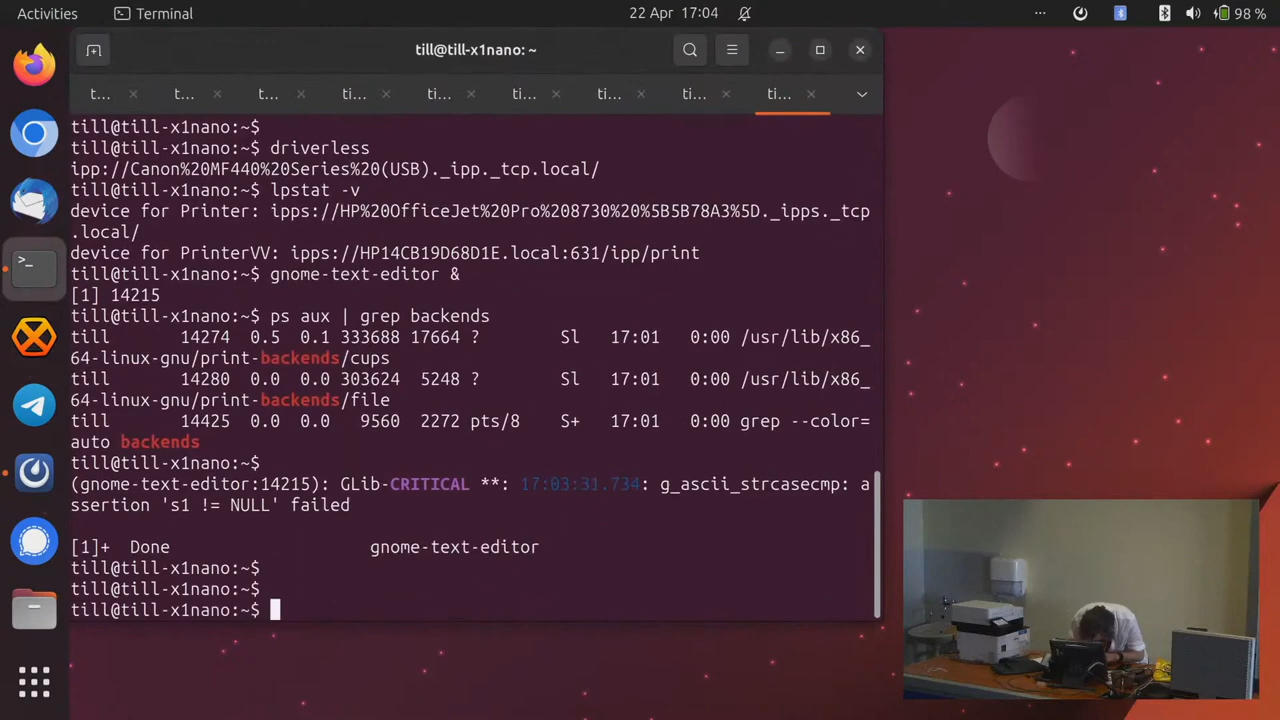 Activities
Terminal
22 Apr 17:04
98 %
till@till-x1nano: ~
t...
t...
t...
ti...
ti...
ti...
ti...
ti...
ti...
till@till-x1nano:~$
till@till-x1nano:~$ driverless
ipp://Canon%20MF440%20Series%20(USB)._ipp._tcp.local/
till@till-x1nano:~$ lpstat -v
device for Printer: ipps://HP%20OfficeJet%20Pro%208730%20%5B5B78A3%5D._ipps._tcp
.local/
device for PrinterVV: ipps://HP14CB19D68D1E.local:631/ipp/print
till@till-x1nano:~$ gnome-text-editor &
[1] 14215
till@till-x1nano:~$ ps aux | grep backends
till 14274 0.5 0.1 333688 17664 ? Sl 17:01 0:00 /usr/lib/x86_
64-linux-gnu/print-backends/cups
till 14280 0.0 0.0 303624 5248 ? Sl 17:01 0:00 /usr/lib/x86_
64-linux-gnu/print-backends/file
till 14425 0.0 0.0 9560 2272 pts/8 S+ 17:01 0:00 grep --color=
auto backends
till@till-x1nano:~$
(gnome-text-editor:14215): GLib-CRITICAL **: 17:03:31.734: g_ascii_strcasecmp: a
ssertion 's1 != NULL' failed
[1]+ Done gnome-text-editor
till@till-x1nano:~$
till@till-x1nano:~$
till@till-x1nano:~$